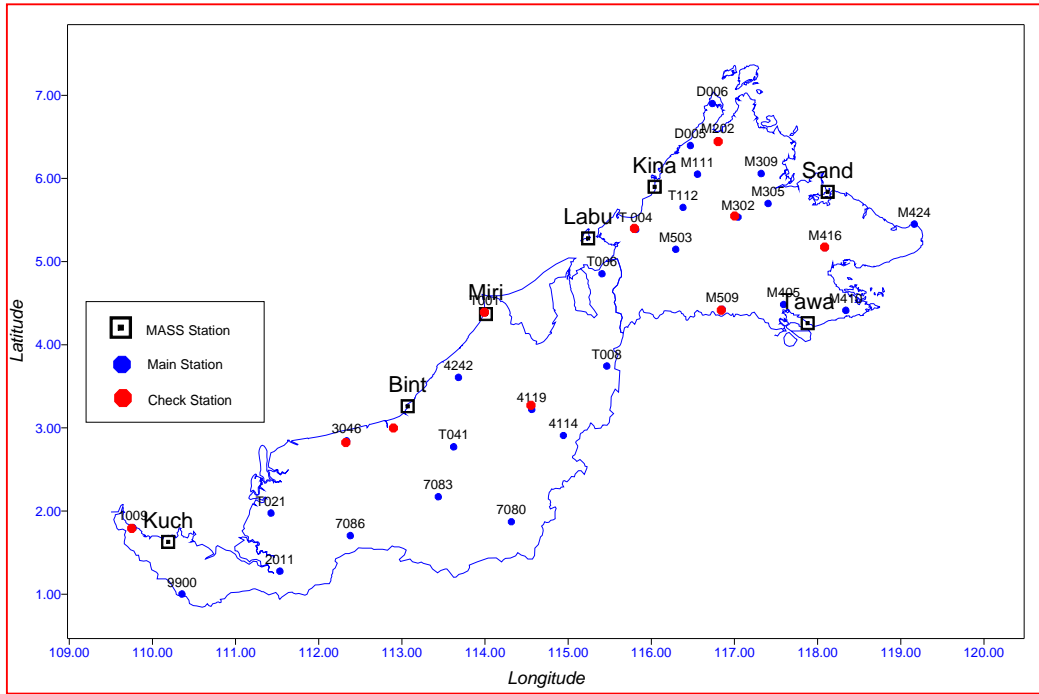 7.00
6.00
5.00
4.00
3.00
2.00
1.00
Latitude
109.00 110.00 111.00 112.00 113.00 114.00 115.00 116.00 117.00 118.00 119.00 120.00
Longitude
MASS Station
Main Station
Check Station
D006
D005
M202
Kina
M111
M309
Sand
T112
M305
Labu
T 004
M302
M424
M503
M416
T006
Miri
T001
M509
M405
Tawa
T008
4242
Bint
4119
3046
T041
4114
7083
7080
7086
Kuch
2011
9900